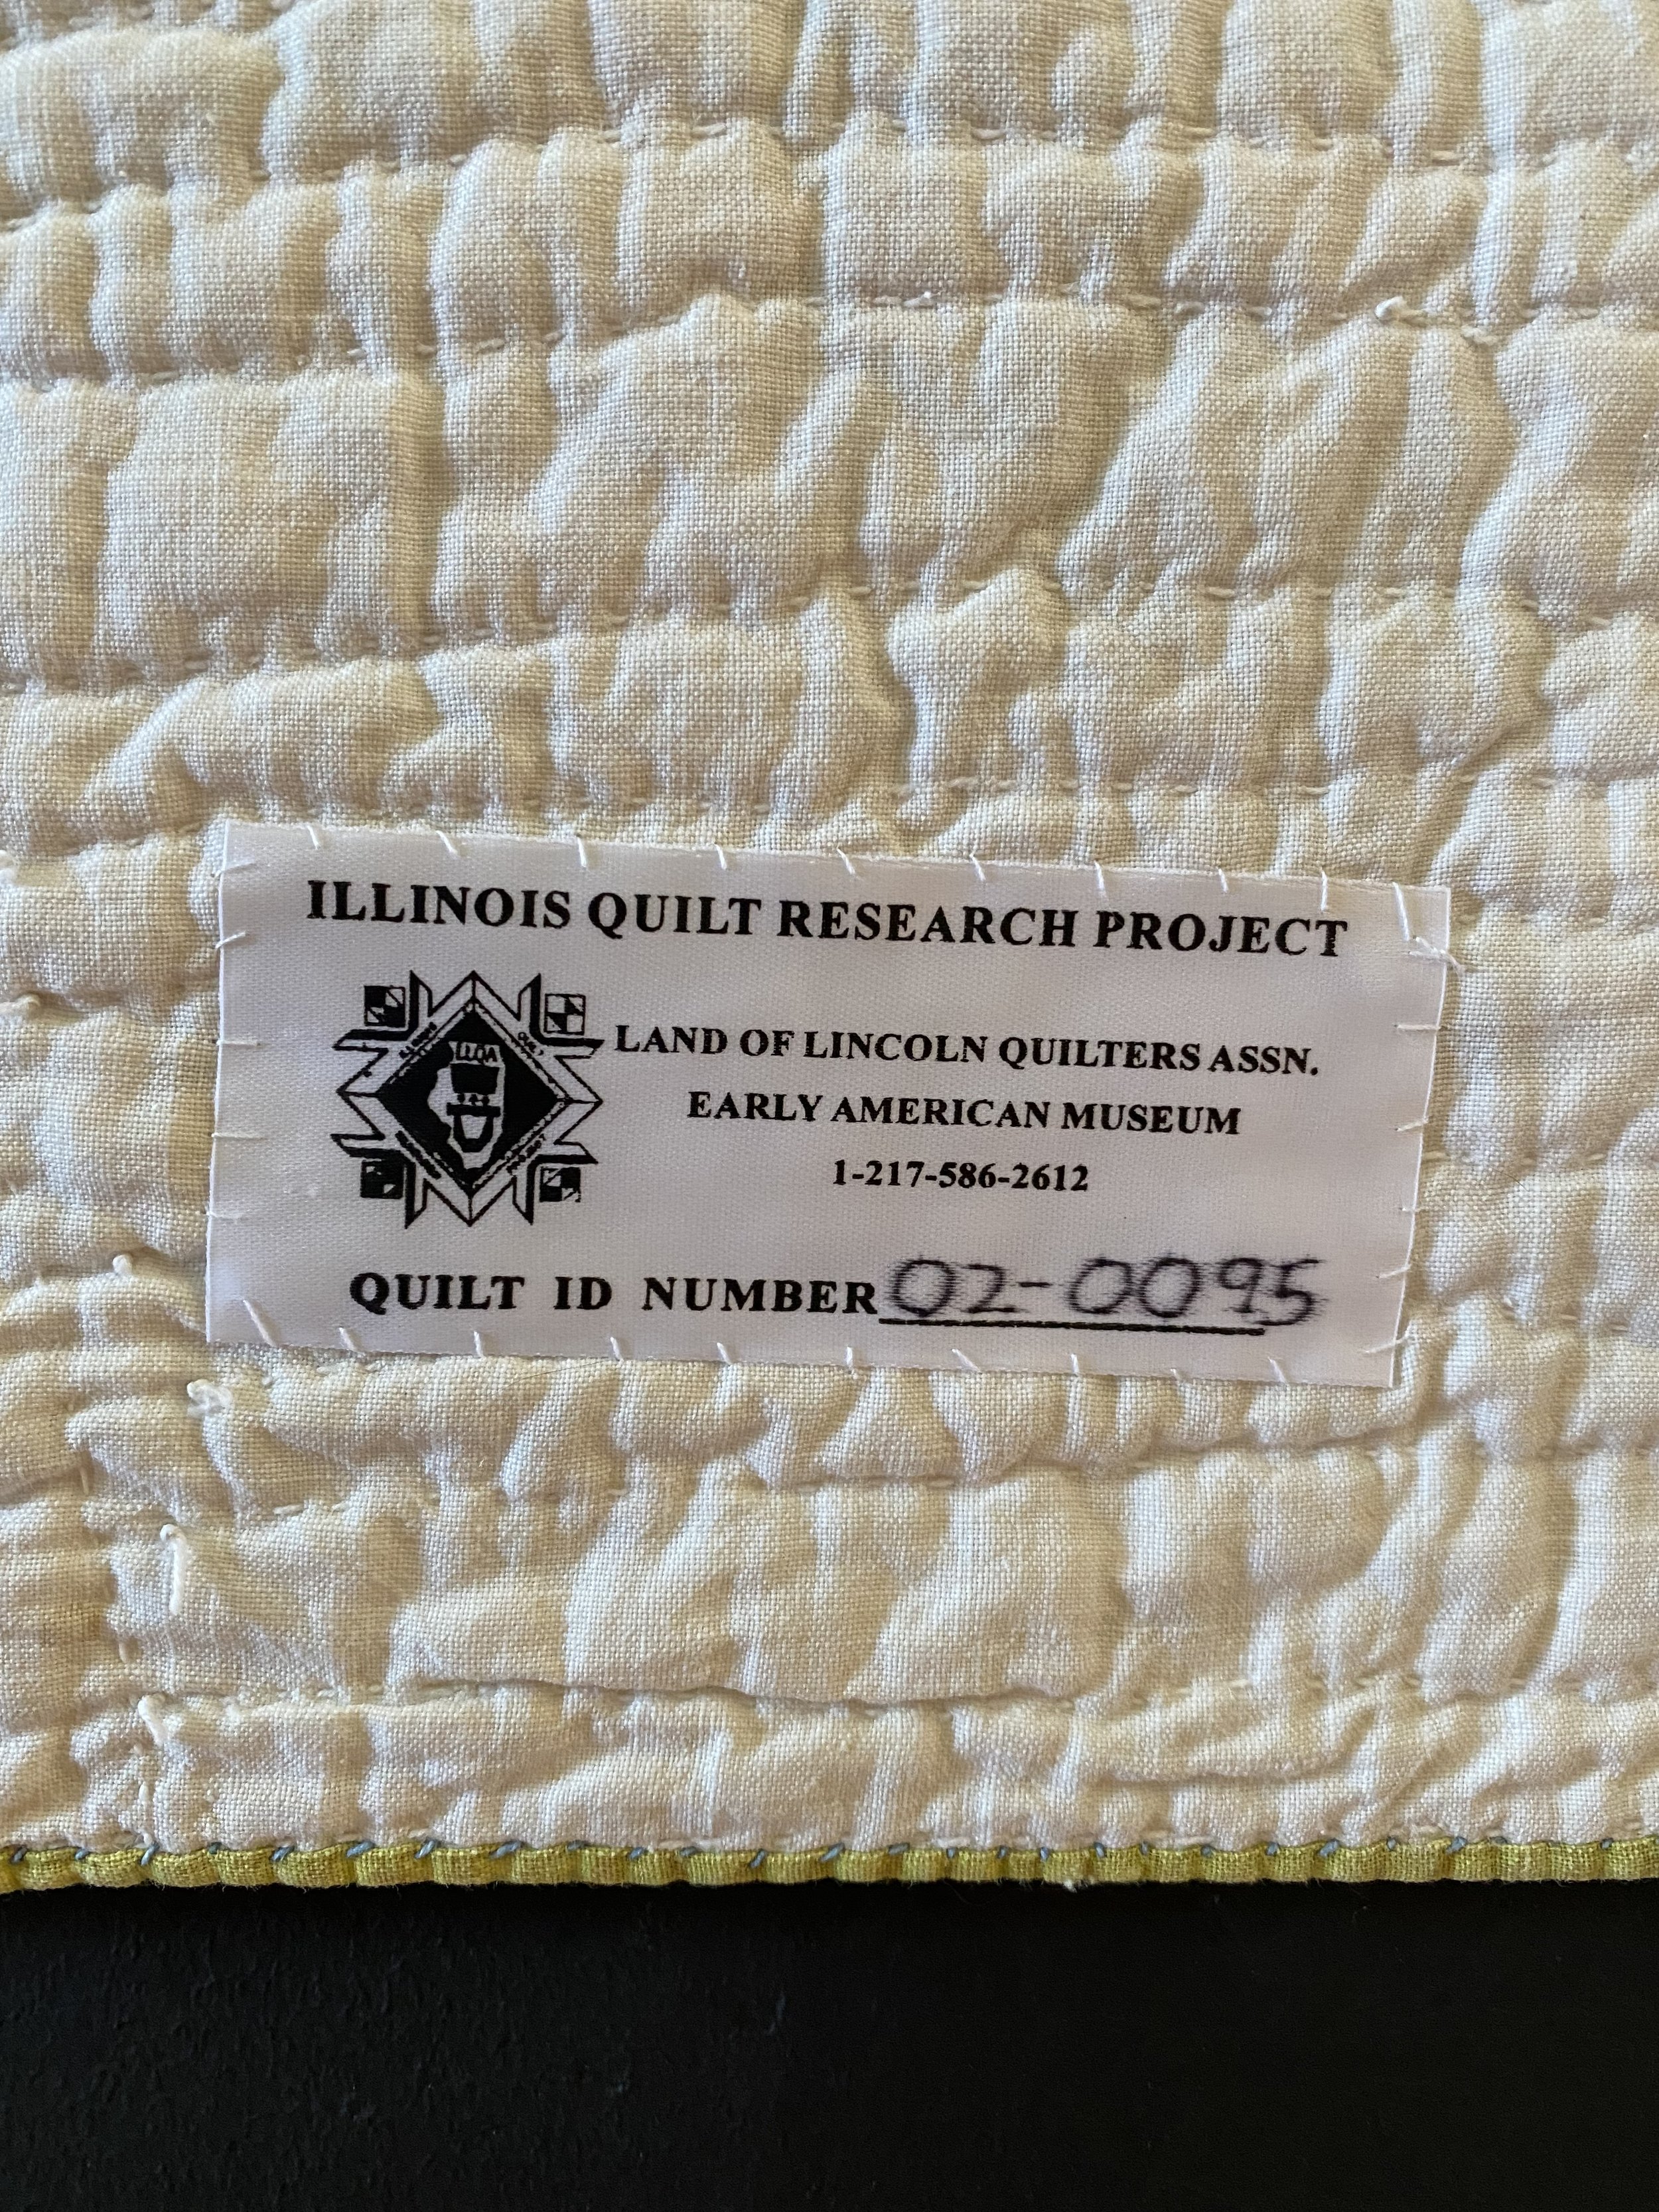 ILLINOIS QUILT RESEARCH PROJECT
LLQA
LAND OF LINCOLN QUILTERS ASSN.
EARLY AMERICAN MUSEUM
1-217-586-2612
QUILT ID NUMBER 02-0095